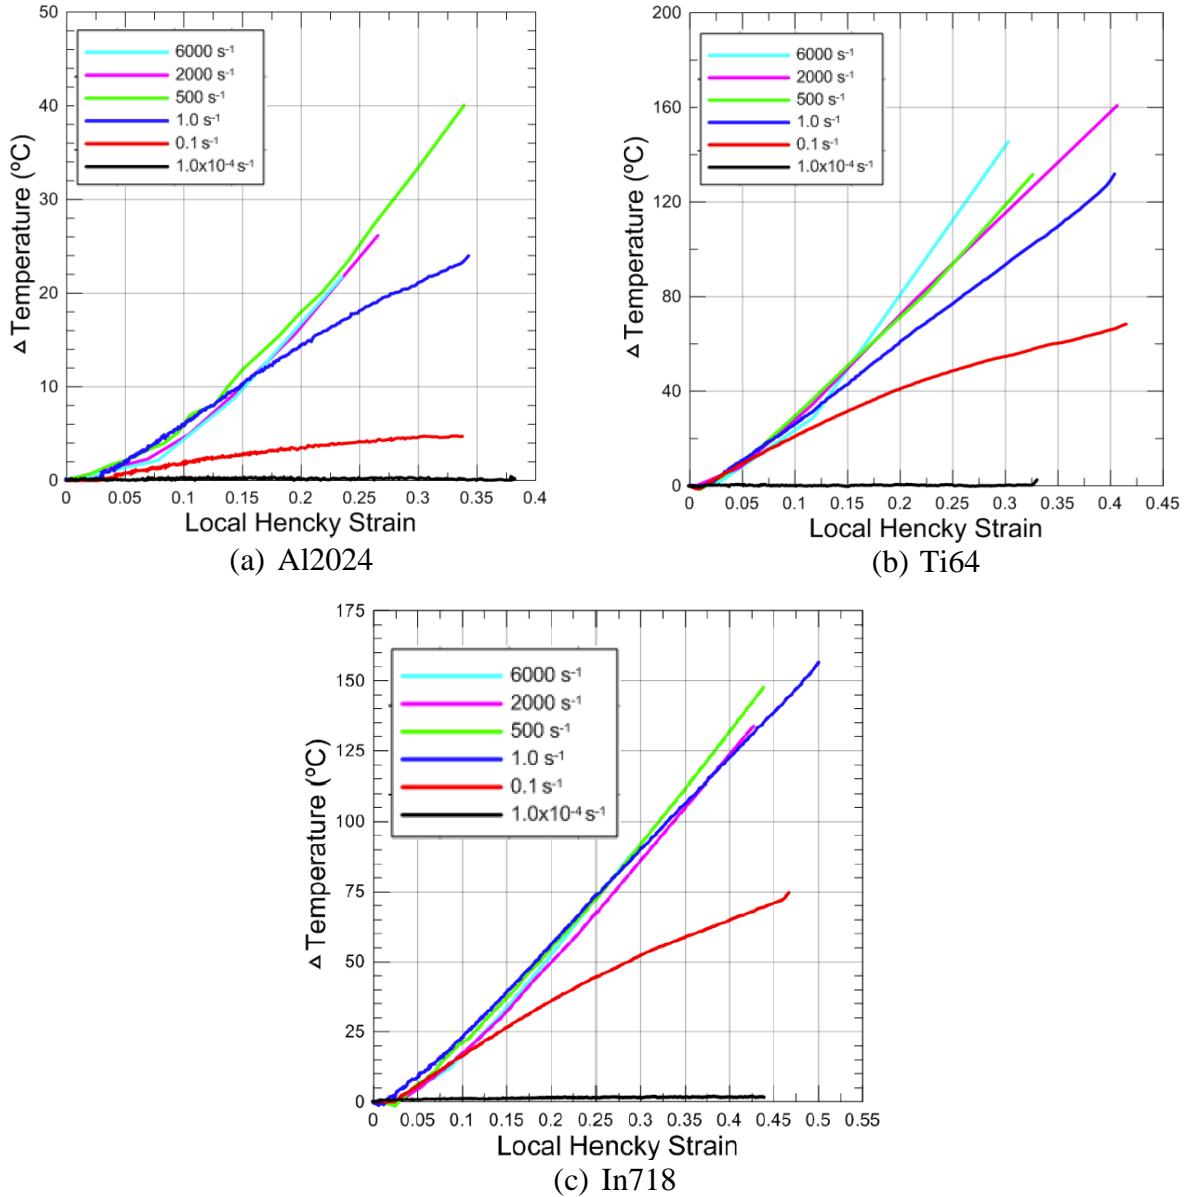 50
40
30
20
10
0
Δ Temperature (ºC)
6000 s⁻¹
2000 s⁻¹
500 s⁻¹
1.0 s⁻¹
0.1 s⁻¹
1.0x10⁻⁴ s⁻¹
0 0.05 0.1 0.15 0.2 0.25 0.3 0.35 0.4
Local Hencky Strain
(a) Al2024
200
160
120
80
40
0
Δ Temperature (ºC)
6000 s⁻¹
2000 s⁻¹
500 s⁻¹
1.0 s⁻¹
0.1 s⁻¹
1.0x10⁻⁴ s⁻¹
0 0.05 0.1 0.15 0.2 0.25 0.3 0.35 0.4 0.45
Local Hencky Strain
(b) Ti64
175
150
125
100
75
50
25
0
Δ Temperature (ºC)
6000 s⁻¹
2000 s⁻¹
500 s⁻¹
1.0 s⁻¹
0.1 s⁻¹
1.0x10⁻⁴ s⁻¹
0 0.05 0.1 0.15 0.2 0.25 0.3 0.35 0.4 0.45 0.5 0.55
Local Hencky Strain
(c) In718